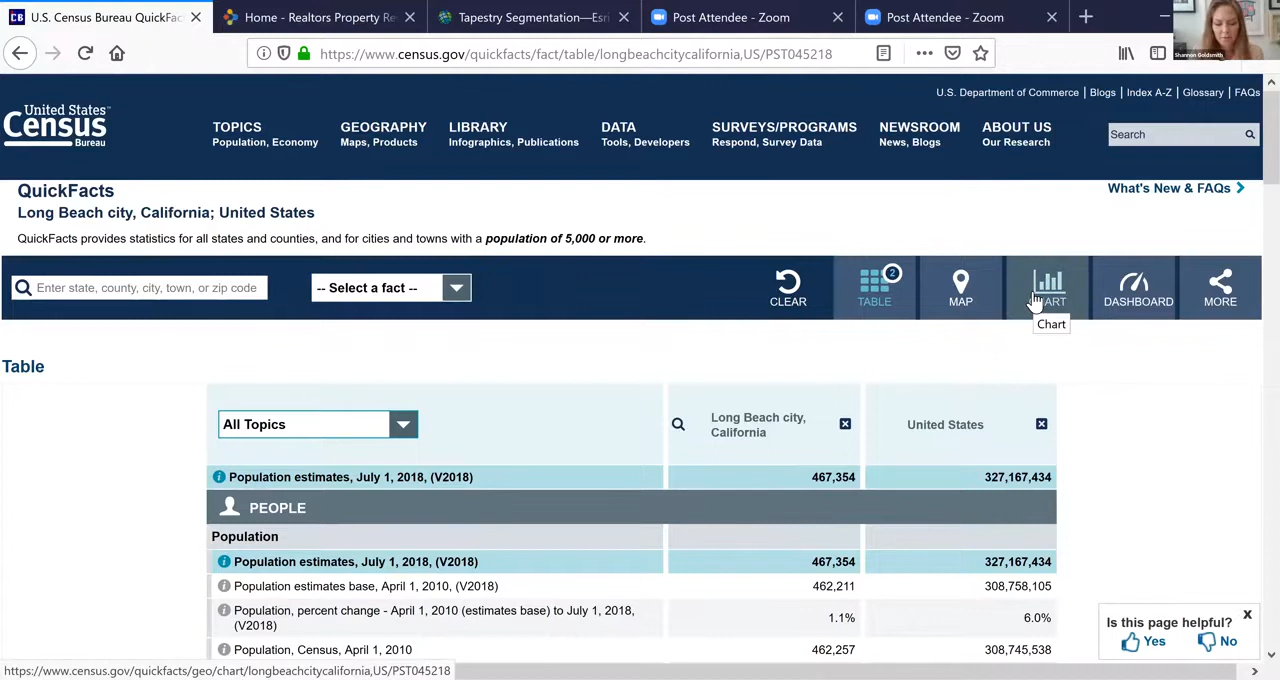 U.S. Census Bureau QuickFac
Home - Realtors Property Re
Tapestry Segmentation—Esri
Post Attendee - Zoom
Post Attendee - Zoom
https://www.census.gov/quickfacts/fact/table/longbeachcitycalifornia,US/PST045218
Shannon Goldsmith
U.S. Department of Commerce | Blogs | Index A-Z | Glossary | FAQs
United States™
Census
Bureau
TOPICS
Population, Economy
GEOGRAPHY
Maps, Products
LIBRARY
Infographics, Publications
DATA
Tools, Developers
SURVEYS/PROGRAMS
Respond, Survey Data
NEWSROOM
News, Blogs
ABOUT US
Our Research
Search
QuickFacts
What's New & FAQs
Long Beach city, California; United States
QuickFacts provides statistics for all states and counties, and for cities and towns with a population of 5,000 or more.
Enter state, county, city, town, or zip code
-- Select a fact --
CLEAR
2
TABLE
MAP
CHART
DASHBOARD
MORE
Chart
Table
All Topics
Long Beach city,
California
United States
Population estimates, July 1, 2018, (V2018) 467,354 327,167,434
PEOPLE
Population
Population estimates, July 1, 2018, (V2018) 467,354 327,167,434
Population estimates base, April 1, 2010, (V2018) 462,211 308,758,105
Population, percent change - April 1, 2010 (estimates base) to July 1, 2018,
(V2018) 1.1% 6.0%
Population, Census, April 1, 2010 462,257 308,745,538
Is this page helpful? X
Yes No
https://www.census.gov/quickfacts/geo/chart/longbeachcitycalifornia,US/PST045218